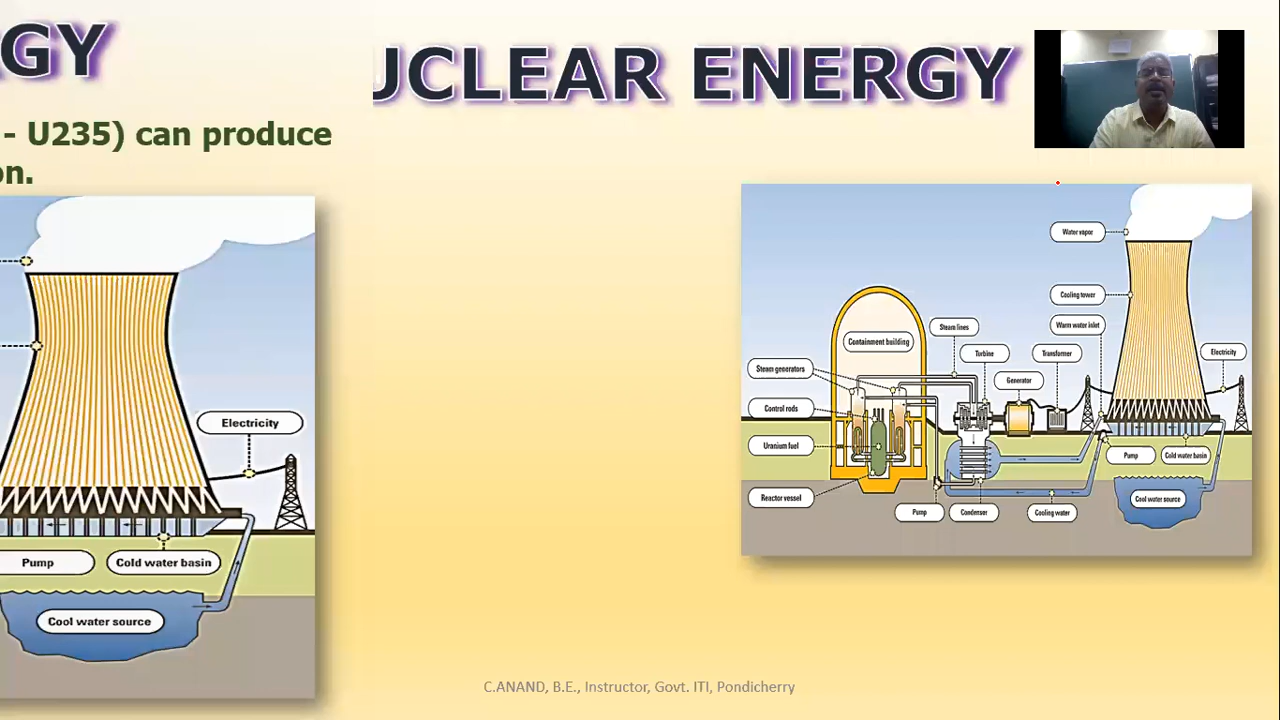 RGY
UCLEAR ENERGY
- U235) can produce
on.
Electricity
Pump
Cold water basin
Cool water source
Water vapor
Cooling tower
Warm water inlet
Steam lines
Containment building
Turbine
Transformer
Electricity
Steam generators
Generator
Control rods
Uranium fuel
Pump
Cold water basin
Reactor vessel
Cool water source
Pump
Condenser
Cooling water
C.ANAND, B.E., Instructor, Govt. ITI, Pondicherry